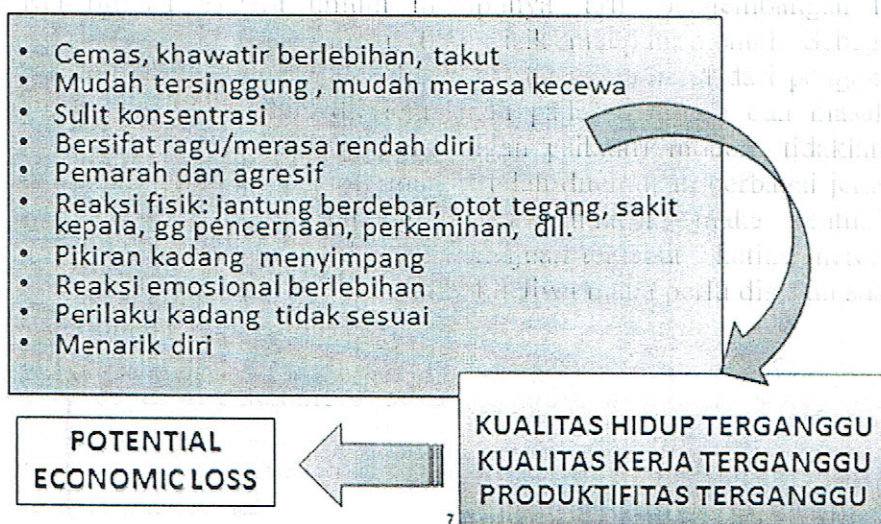 • Cemas, khawatir berlebihan, takut
• Mudah tersinggung , mudah merasa kecewa
• Sulit konsentrasi
• Bersifat ragu/merasa rendah diri
• Pemarah dan agresif
• Reaksi fisik: jantung berdebar, otot tegang, sakit
kepala, gg pencernaan, perkemihan, dll.
• Pikiran kadang menyimpang
• Reaksi emosional berlebihan
• Perilaku kadang tidak sesuai
• Menarik diri
KUALITAS HIDUP TERGANGGU
KUALITAS KERJA TERGANGGU
PRODUKTIFITAS TERGANGGU
POTENTIAL
ECONOMIC LOSS
7